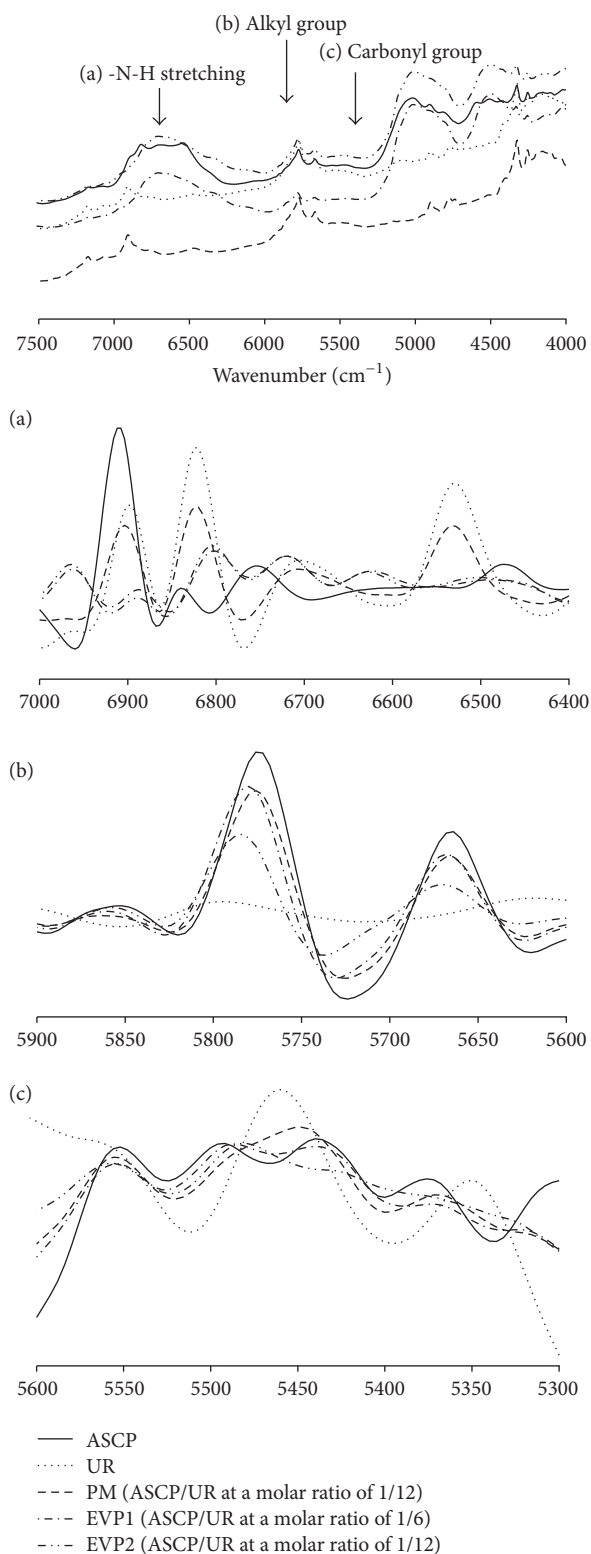 (b) Alkyl group
(c) Carbonyl group
(a) -N-H stretching
7500 7000 6500 6000 5500 5000 4500 4000
Wavenumber (cm−1)
(a)
7000 6900 6800 6700 6600 6500 6400
(b)
5900 5850 5800 5750 5700 5650 5600
(c)
5600 5550 5500 5450 5400 5350 5300
ASCP
UR
PM (ASCP/UR at a molar ratio of 1/12)
EVP1 (ASCP/UR at a molar ratio of 1/6)
EVP2 (ASCP/UR at a molar ratio of 1/12)